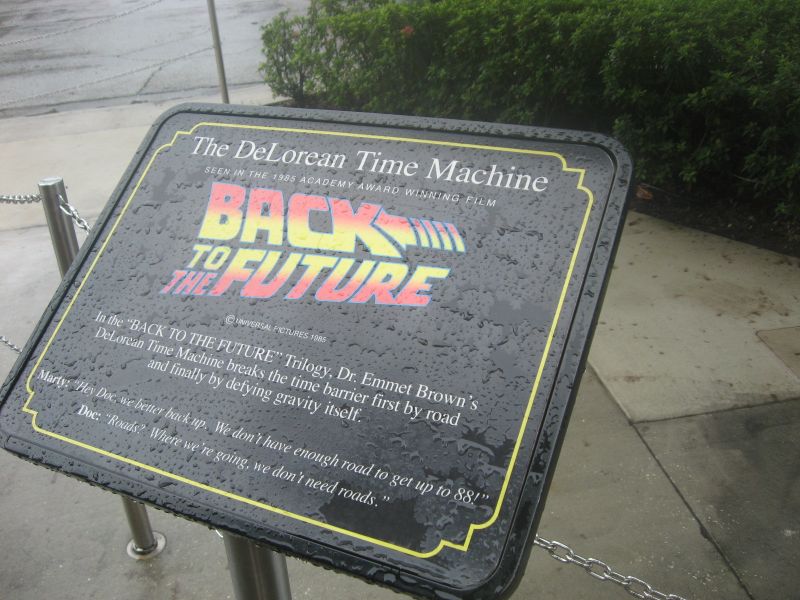 The DeLorean Time Machine
SEEN IN THE 1985 ACADEMY AWARD WINNING FILM
BACK
TO
THE FUTURE
© UNIVERSAL PICTURES 1985
In the "BACK TO THE FUTURE" Trilogy, Dr. Emmet Brown's
DeLorean Time Machine breaks the time barrier first by road
and finally by defying gravity itself.
Marty: "Hey Doc, we better back up. We don't have enough road to get up to 88!"
Doc: "Roads? Where we're going, we don't need roads."